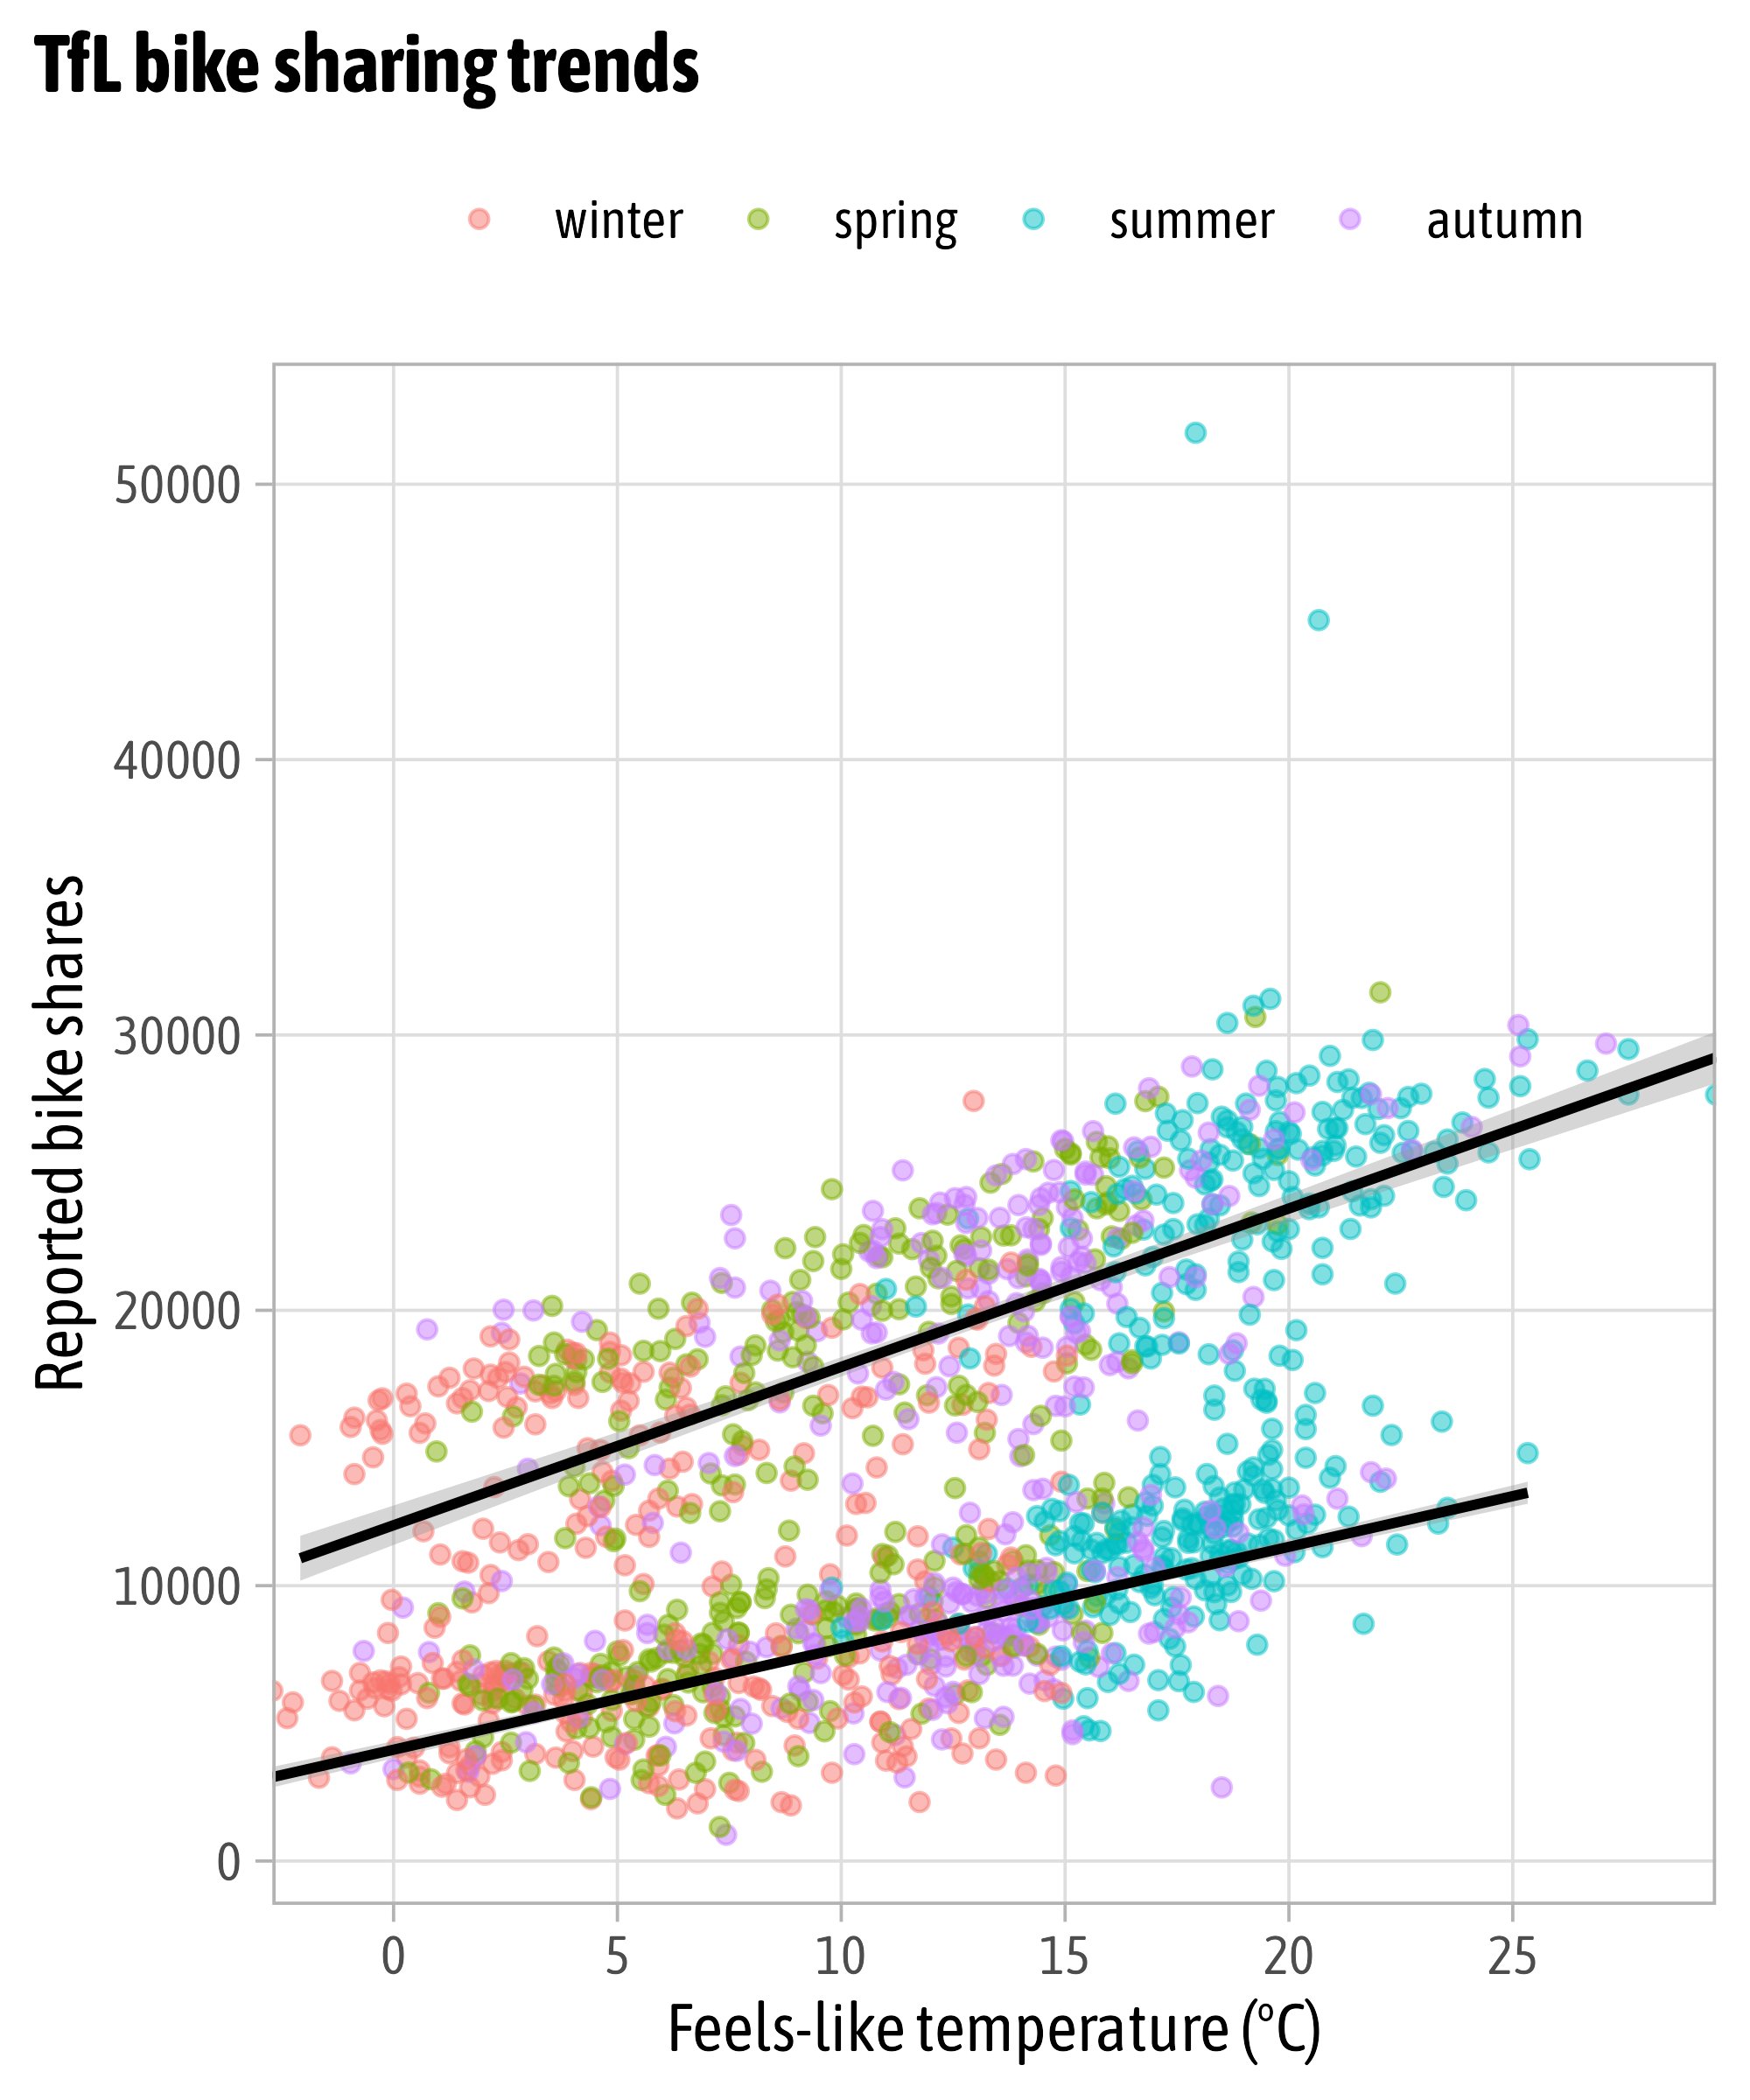 TfL bike sharing trends
winter spring summer autumn
Reported bike shares
50000
40000
30000
20000
10000
0
0 5 10 15 20 25
Feels-like temperature (°C)